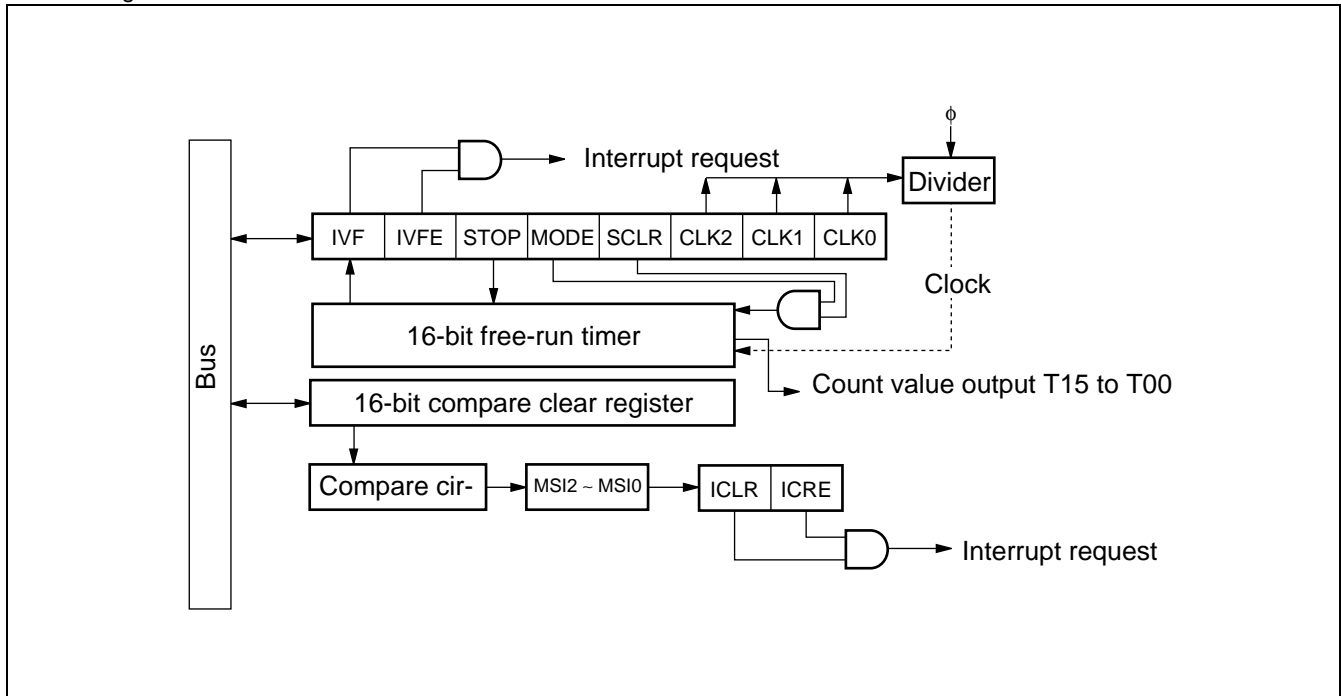 ϕ
Interrupt request
Divider
IVF IVFE STOP MODE SCLR CLK2 CLK1 CLK0
Clock
16-bit free-run timer
Bus
Count value output T15 to T00
16-bit compare clear register
Compare cir-
MSI2 ~ MSI0
ICLR ICRE
Interrupt request